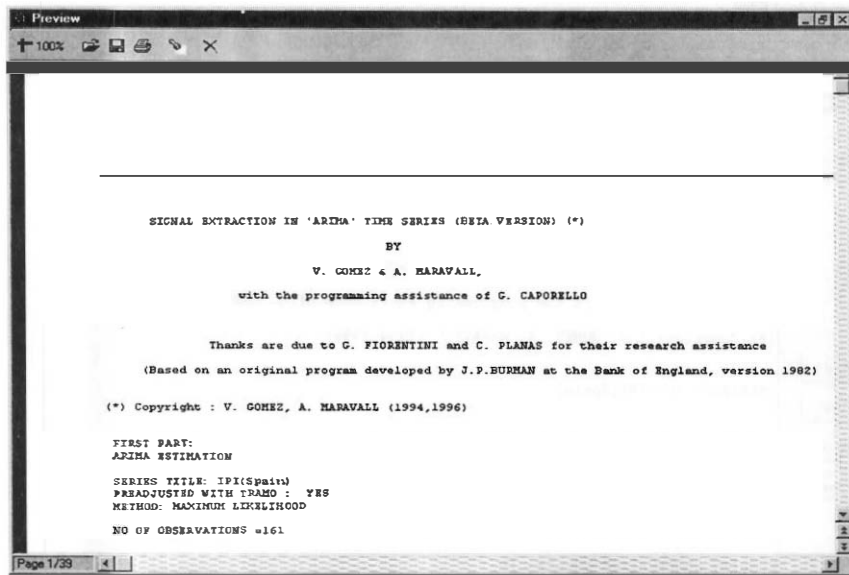 Preview
100%
SIGNAL EXTRACTION IN 'ARIMA' TIME SERIES (BETA VERSION) (*)
BY
V. GOMEZ & A. MARAVALL,
with the programming assistance of G. CAPORELLO
Thanks are due to G. FIORENTINI and C. PLANAS for their research assistance
(Based on an original program developed by J.P.BURMAN at the Bank of England, version 1982)
(*) Copyright : V. GOMEZ, A. MARAVALL (1994,1996)
FIRST PART:
ARIMA ESTIMATION
SERIES TITLE: IPI(Spain)
PREADJUSTED WITH TRAMO : YES
METHOD: MAXIMUM LIKELIHOOD
NO OF OBSERVATIONS =161
Page 1/39